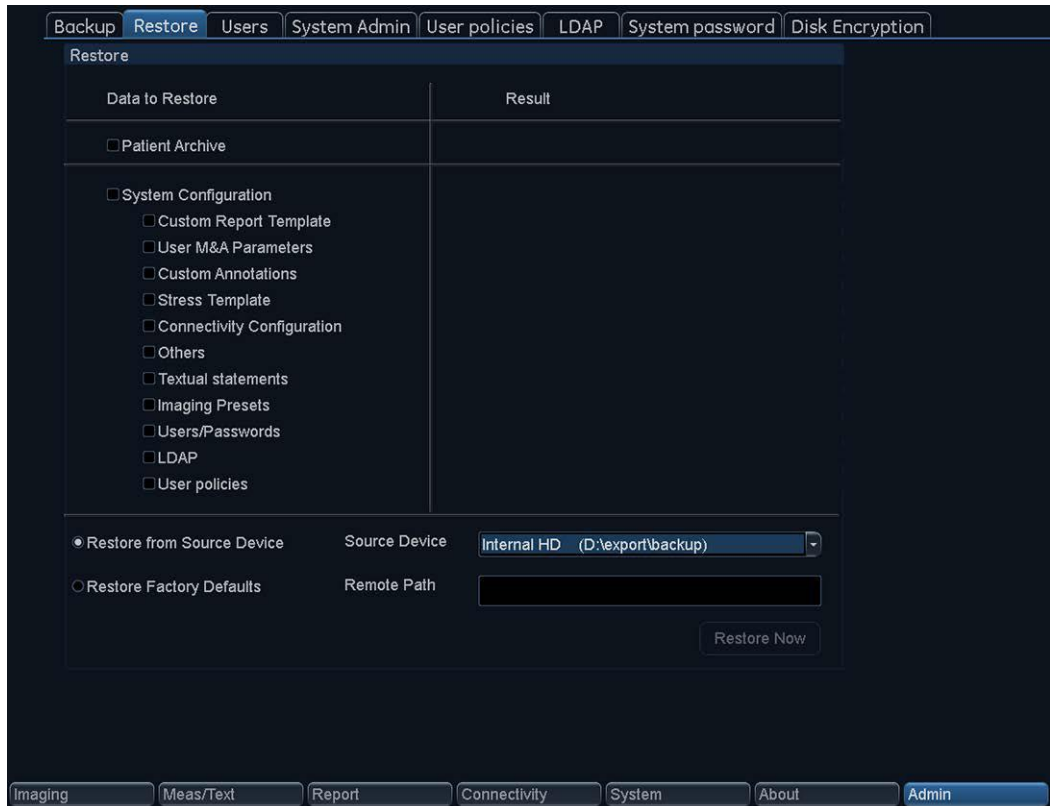 Backup Restore Users System Admin User policies LDAP System password Disk Encryption
Restore
Data to Restore Result
Patient Archive
System Configuration
Custom Report Template
User M&A Parameters
Custom Annotations
Stress Template
Connectivity Configuration
Others
Textual statements
Imaging Presets
Users/Passwords
LDAP
User policies
Restore from Source Device Source Device Internal HD (D:\export\backup)
Restore Factory Defaults Remote Path
Restore Now
Imaging Meas/Text Report Connectivity System About Admin